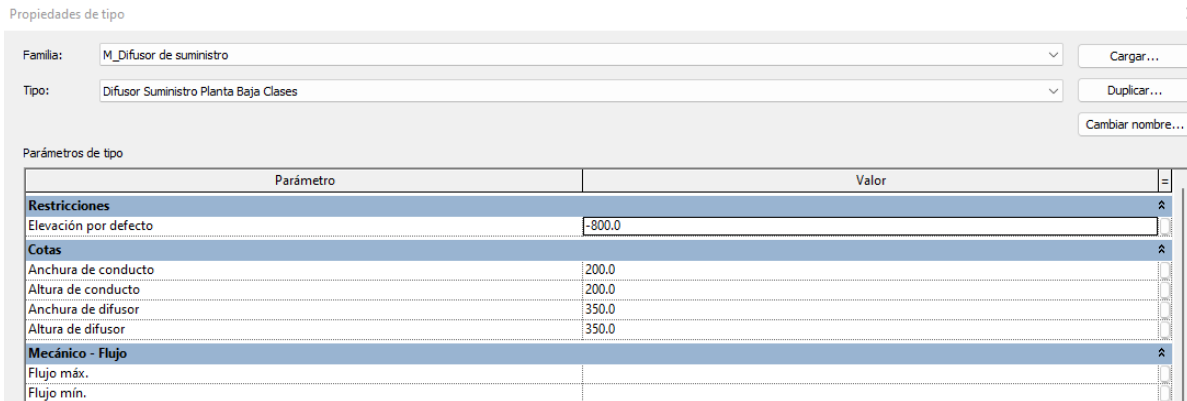 Propiedades de tipo
Familia: M_Difusor de suministro Cargar...
Tipo: Difusor Suministro Planta Baja Clases Duplicar...
Cambiar nombre...
Parámetros de tipo
Parámetro Valor =
Restricciones
Elevación por defecto -800.0
Cotas
Anchura de conducto 200.0
Altura de conducto 200.0
Anchura de difusor 350.0
Altura de difusor 350.0
Mecánico - Flujo
Flujo máx.
Flujo mín.